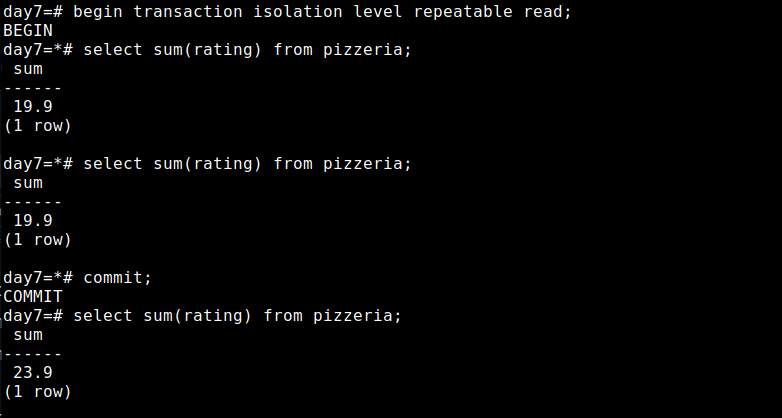 day7=# begin transaction isolation level repeatable read;
BEGIN
day7=*# select sum(rating) from pizzeria;
 sum
------
 19.9
(1 row)

day7=*# select sum(rating) from pizzeria;
 sum
------
 19.9
(1 row)

day7=*# commit;
COMMIT
day7=# select sum(rating) from pizzeria;
 sum
------
 23.9
(1 row)